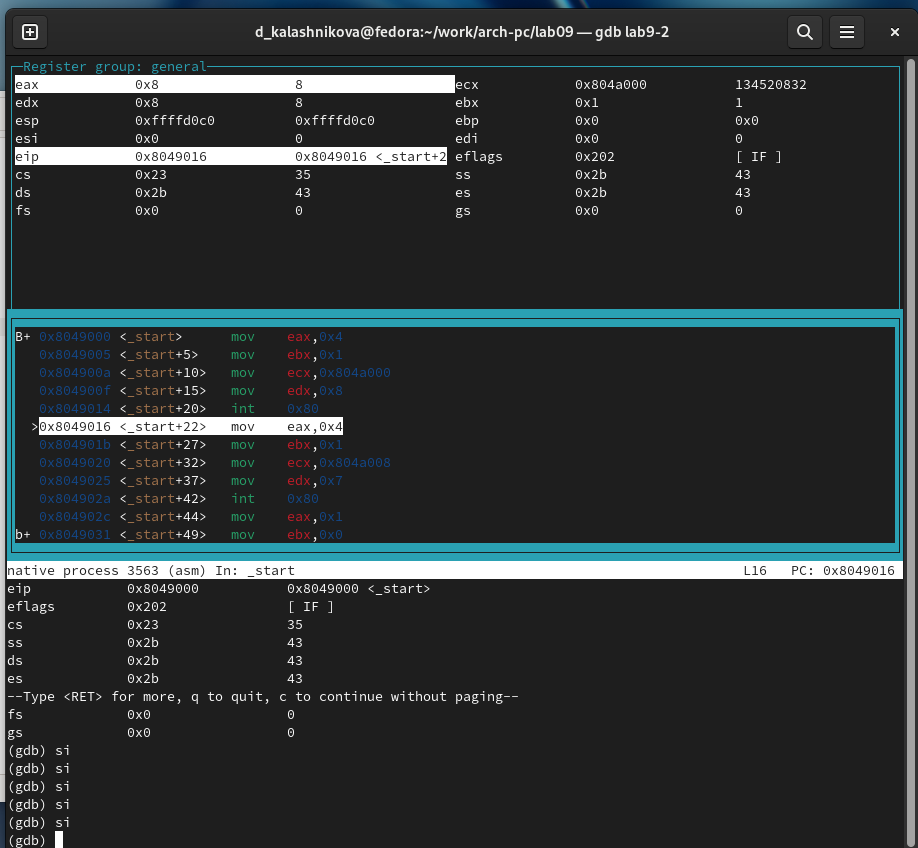 d_kalashnikova@fedora:~/work/arch-pc/lab09 — gdb lab9-2
Register group: general
eax 0x8 8 ecx 0x804a000 134520832
edx 0x8 8 ebx 0x1 1
esp 0xffffd0c0 0xffffd0c0 ebp 0x0 0x0
esi 0x0 0 edi 0x0 0
eip 0x8049016 0x8049016 <_start+2 eflags 0x202 [ IF ]
cs 0x23 35 ss 0x2b 43
ds 0x2b 43 es 0x2b 43
fs 0x0 0 gs 0x0 0
B+ 0x8049000 <_start> mov eax,0x4
0x8049005 <_start+5> mov ebx,0x1
0x804900a <_start+10> mov ecx,0x804a000
0x804900f <_start+15> mov edx,0x8
0x8049014 <_start+20> int 0x80
>0x8049016 <_start+22> mov eax,0x4
0x804901b <_start+27> mov ebx,0x1
0x8049020 <_start+32> mov ecx,0x804a008
0x8049025 <_start+37> mov edx,0x7
0x804902a <_start+42> int 0x80
0x804902c <_start+44> mov eax,0x1
b+ 0x8049031 <_start+49> mov ebx,0x0
native process 3563 (asm) In: _start L16 PC: 0x8049016
eip 0x8049000 0x8049000 <_start>
eflags 0x202 [ IF ]
cs 0x23 35
ss 0x2b 43
ds 0x2b 43
es 0x2b 43
--Type <RET> for more, q to quit, c to continue without paging--
fs 0x0 0
gs 0x0 0
(gdb) si
(gdb) si
(gdb) si
(gdb) si
(gdb) si
(gdb)